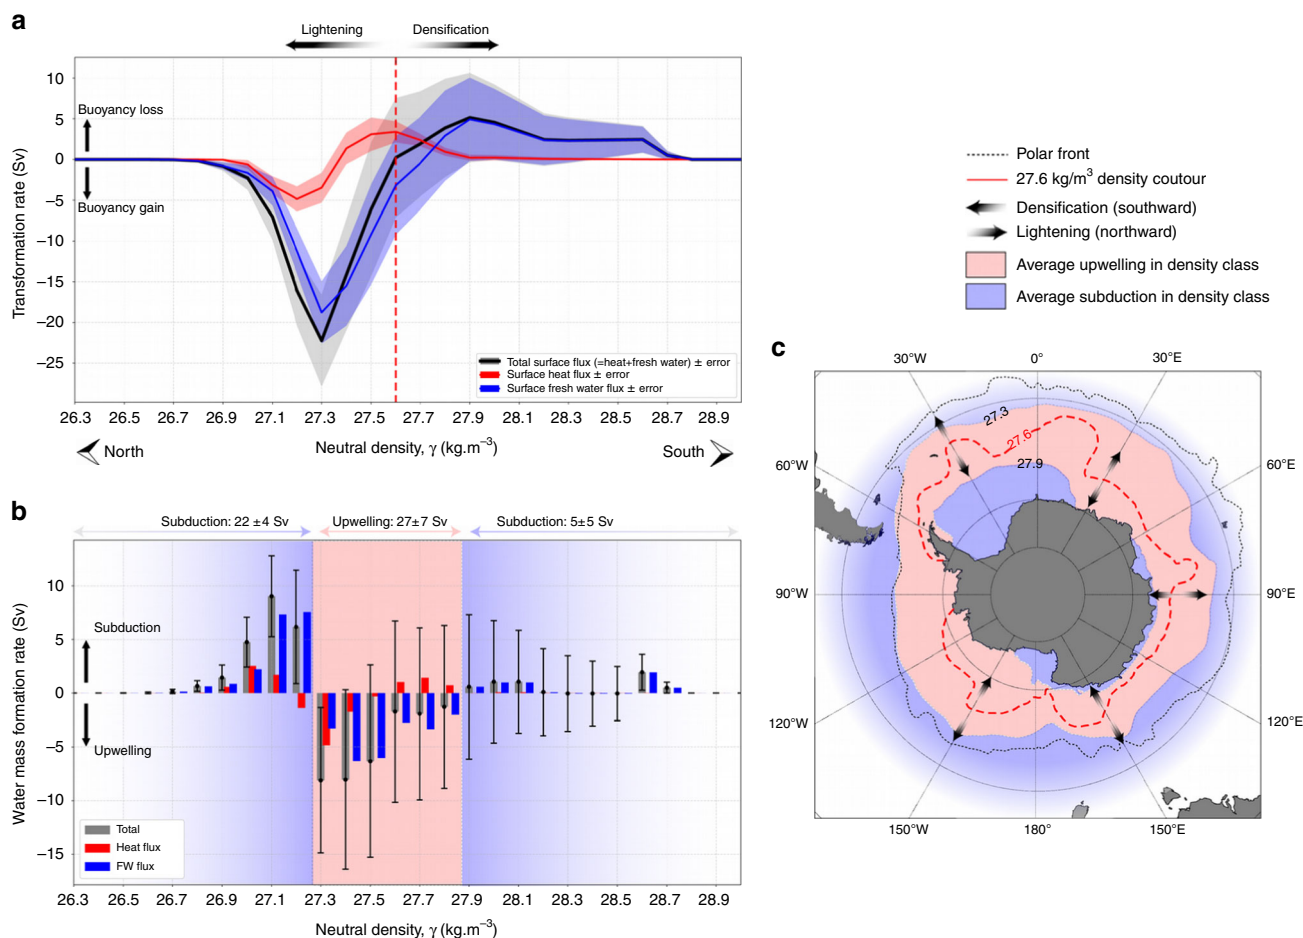 a
Lightening
Densification
10
5
0
−5
−10
−15
−20
−25
Transformation rate (Sv)
Buoyancy loss
Buoyancy gain
Total surface flux (=heat+fresh water) ± error
Surface heat flux ± error
Surface fresh water flux ± error
26.3 26.5 26.7 26.9 27.1 27.3 27.5 27.7 27.9 28.1 28.3 28.5 28.7 28.9
Neutral density, γ (kg.m−3)
North
South
b
Subduction: 22 ±4 Sv
Upwelling: 27±7 Sv
Subduction: 5±5 Sv
10
5
0
−5
−10
−15
Water mass formation rate (Sv)
Subduction
Upwelling
Total
Heat flux
FW flux
26.3 26.5 26.7 26.9 27.1 27.3 27.5 27.7 27.9 28.1 28.3 28.5 28.7 28.9
Neutral density, γ (kg.m−3)
Polar front
27.6 kg/m3 density coutour
Densification (southward)
Lightening (northward)
Average upwelling in density class
Average subduction in density class
c
30°W 0° 30°E
27.3
27.6
27.9
60°W 60°E
90°W 90°E
120°W 120°E
150°W 180° 150°E